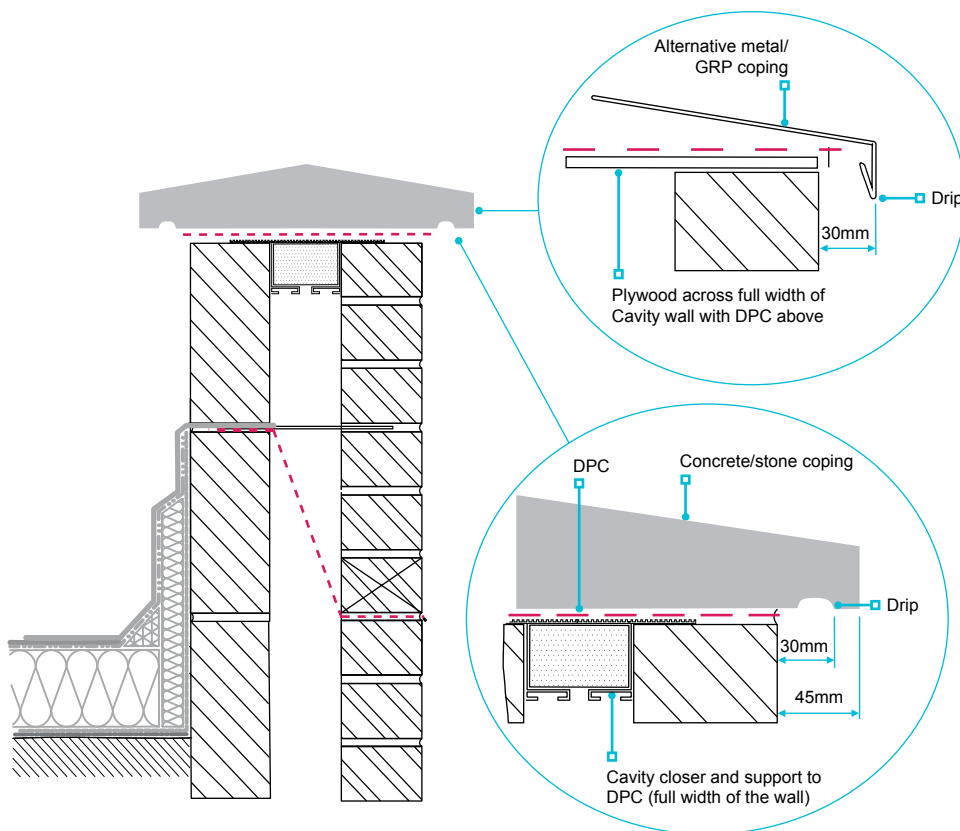 Alternative metal/
GRP coping
Drip
30mm
Plywood across full width of
Cavity wall with DPC above
DPC
Concrete/stone coping
Drip
30mm
45mm
Cavity closer and support to
DPC (full width of the wall)